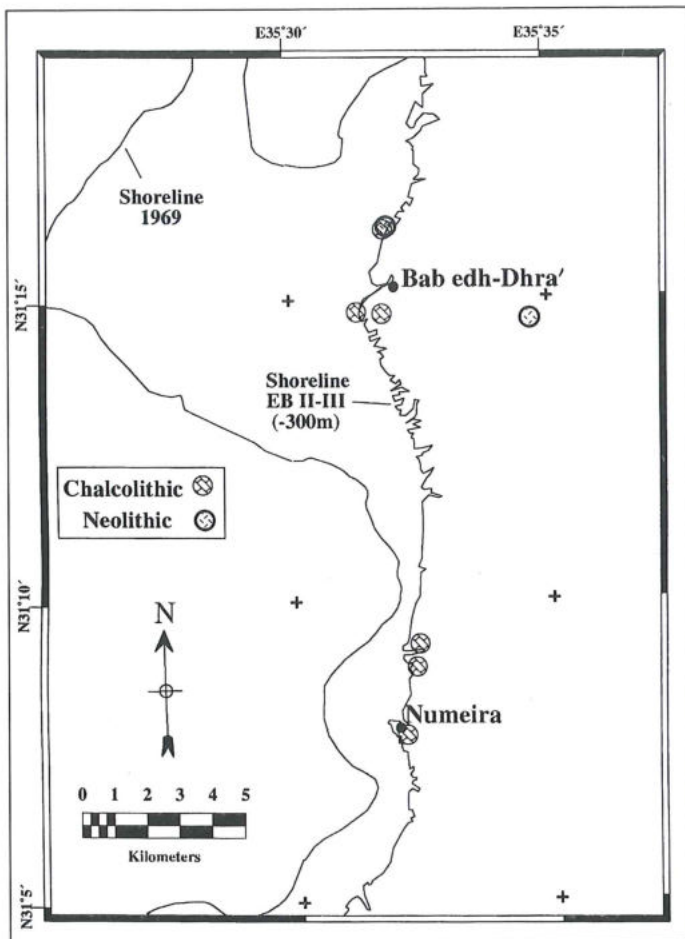 E35°30′ E35°35′
Shoreline
1969
Bab edh-Dhra′
N31°15′
Shoreline
EB II-III
(-300m)
Chalcolithic
Neolithic
N31°10′
N
Numeira
0 1 2 3 4 5
Kilometers
N31°5′